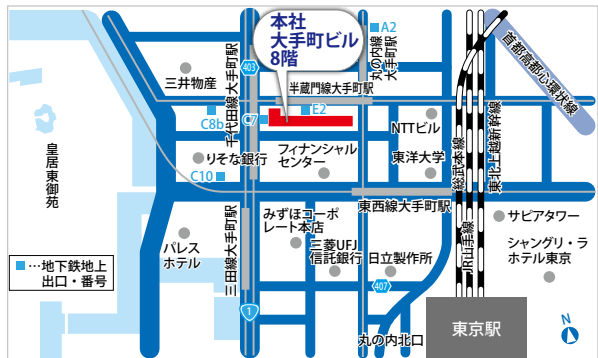 本社
大手町ビル
8階
A2
丸の内線
大手町駅
首都高都心環状線
403
三井物産
千代田線大手町駅
半蔵門線大手町駅
E2
C7
C8b
NTTビル
りそな銀行
フィナンシャル
センター
東洋大学
総武本線
東北上越新幹線
皇居東御苑
C10
東西線大手町駅
三田線大手町駅
みずほコーポ
レート本店
サピアタワー
パレス
ホテル
三菱UFJ
信託銀行
日立製作所
JR山手線
シャングリ・ラ
ホテル東京
…地下鉄地上
出口・番号
407
1
丸の内北口
東京駅
N